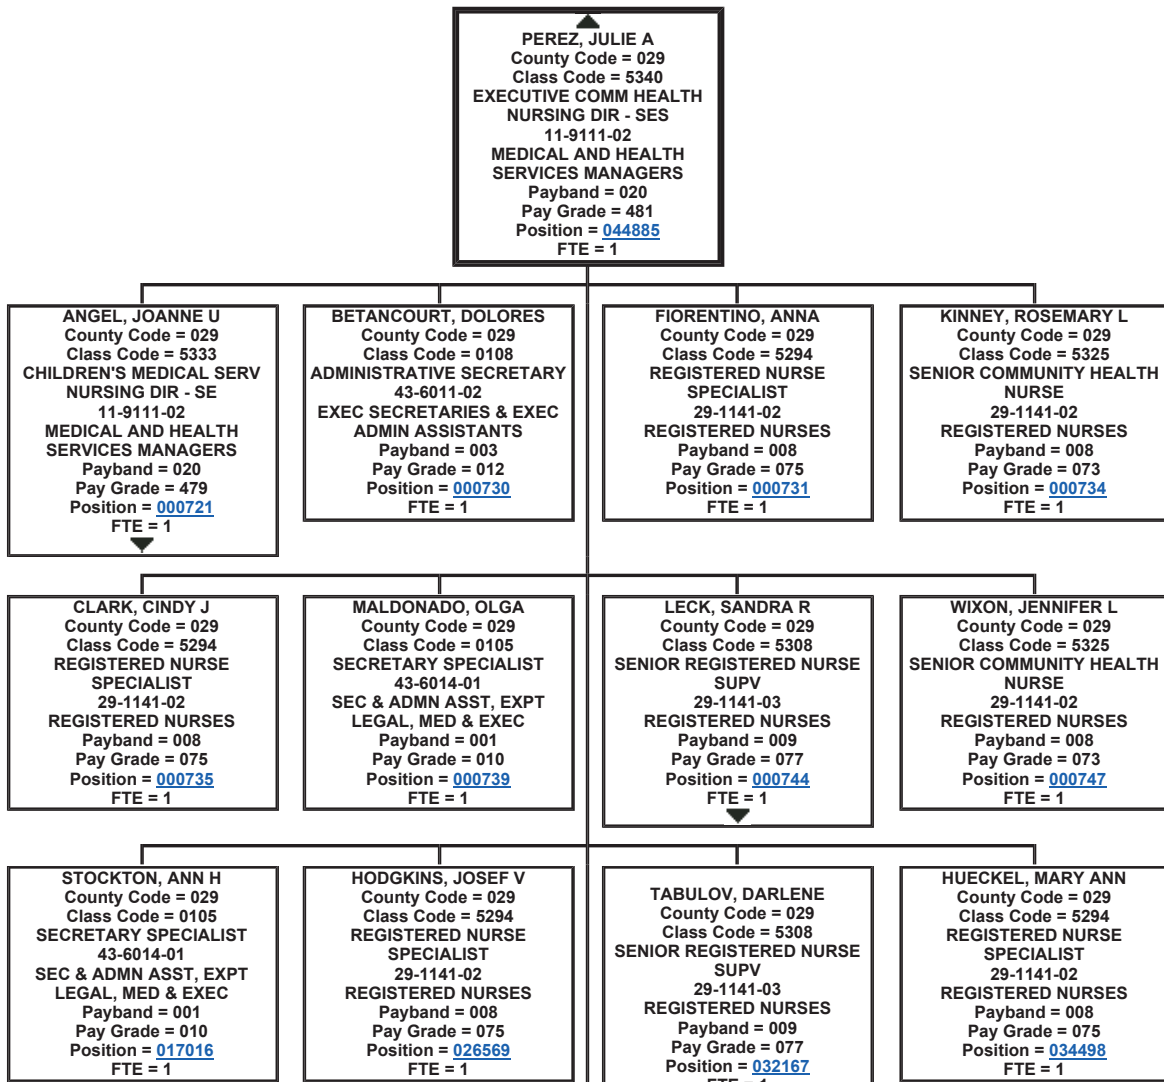 PEREZ, JULIE A
County Code = 029
Class Code = 5340
EXECUTIVE COMM HEALTH
NURSING DIR - SES
11-9111-02
MEDICAL AND HEALTH
SERVICES MANAGERS
Payband = 020
Pay Grade = 481
Position = 044885
FTE = 1
ANGEL, JOANNE U
County Code = 029
Class Code = 5333
CHILDREN'S MEDICAL SERV
NURSING DIR - SE
11-9111-02
MEDICAL AND HEALTH
SERVICES MANAGERS
Payband = 020
Pay Grade = 479
Position = 000721
FTE = 1
BETANCOURT, DOLORES
County Code = 029
Class Code = 0108
ADMINISTRATIVE SECRETARY
43-6011-02
EXEC SECRETARIES & EXEC
ADMIN ASSISTANTS
Payband = 003
Pay Grade = 012
Position = 000730
FTE = 1
FIORENTINO, ANNA
County Code = 029
Class Code = 5294
REGISTERED NURSE
SPECIALIST
29-1141-02
REGISTERED NURSES
Payband = 008
Pay Grade = 075
Position = 000731
FTE = 1
KINNEY, ROSEMARY L
County Code = 029
Class Code = 5325
SENIOR COMMUNITY HEALTH
NURSE
29-1141-02
REGISTERED NURSES
Payband = 008
Pay Grade = 073
Position = 000734
FTE = 1
CLARK, CINDY J
County Code = 029
Class Code = 5294
REGISTERED NURSE
SPECIALIST
29-1141-02
REGISTERED NURSES
Payband = 008
Pay Grade = 075
Position = 000735
FTE = 1
MALDONADO, OLGA
County Code = 029
Class Code = 0105
SECRETARY SPECIALIST
43-6014-01
SEC & ADMN ASST, EXPT
LEGAL, MED & EXEC
Payband = 001
Pay Grade = 010
Position = 000739
FTE = 1
LECK, SANDRA R
County Code = 029
Class Code = 5308
SENIOR REGISTERED NURSE
SUPV
29-1141-03
REGISTERED NURSES
Payband = 009
Pay Grade = 077
Position = 000744
FTE = 1
WIXON, JENNIFER L
County Code = 029
Class Code = 5325
SENIOR COMMUNITY HEALTH
NURSE
29-1141-02
REGISTERED NURSES
Payband = 008
Pay Grade = 073
Position = 000747
FTE = 1
STOCKTON, ANN H
County Code = 029
Class Code = 0105
SECRETARY SPECIALIST
43-6014-01
SEC & ADMN ASST, EXPT
LEGAL, MED & EXEC
Payband = 001
Pay Grade = 010
Position = 017016
FTE = 1
HODGKINS, JOSEF V
County Code = 029
Class Code = 5294
REGISTERED NURSE
SPECIALIST
29-1141-02
REGISTERED NURSES
Payband = 008
Pay Grade = 075
Position = 026569
FTE = 1
TABULOV, DARLENE
County Code = 029
Class Code = 5308
SENIOR REGISTERED NURSE
SUPV
29-1141-03
REGISTERED NURSES
Payband = 009
Pay Grade = 077
Position = 032167
FTE = 1
HUECKEL, MARY ANN
County Code = 029
Class Code = 5294
REGISTERED NURSE
SPECIALIST
29-1141-02
REGISTERED NURSES
Payband = 008
Pay Grade = 075
Position = 034498
FTE = 1